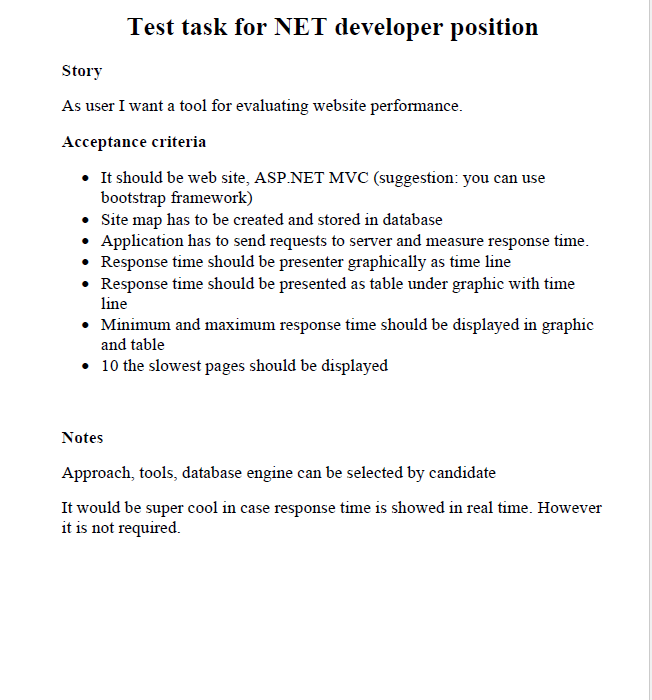 Test task for NET developer position
Story
As user I want a tool for evaluating website performance.
Acceptance criteria
• It should be web site, ASP.NET MVC (suggestion: you can use
bootstrap framework)
• Site map has to be created and stored in database
• Application has to send requests to server and measure response time.
• Response time should be presenter graphically as time line
• Response time should be presented as table under graphic with time
line
• Minimum and maximum response time should be displayed in graphic
and table
• 10 the slowest pages should be displayed
Notes
Approach, tools, database engine can be selected by candidate
It would be super cool in case response time is showed in real time. However
it is not required.